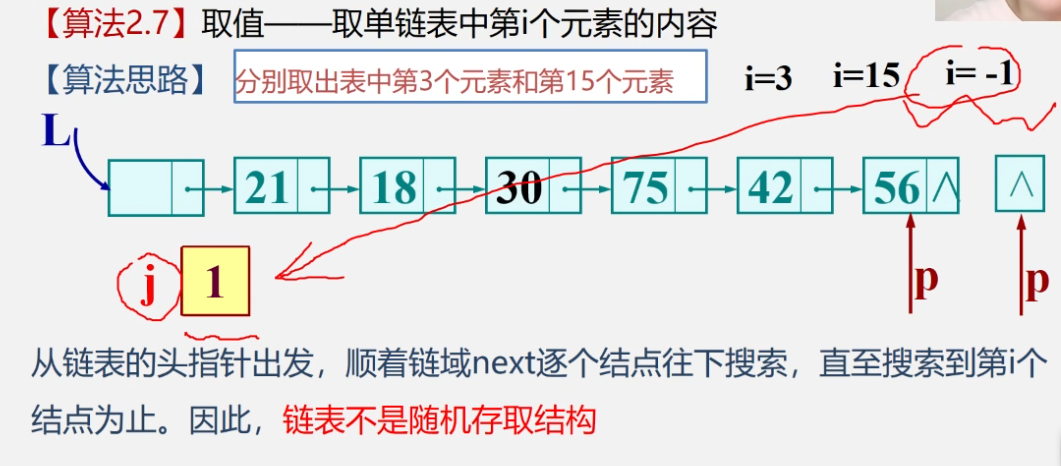 【算法2.7】取值——取单链表中第i个元素的内容
【算法思路】 分别取出表中第3个元素和第15个元素 i=3 i=15 i= -1
L
21 18 30 75 42 56 ∧ ∧
j 1 p p
从链表的头指针出发，顺着链域next逐个结点往下搜索，直至搜索到第i个
结点为止。因此，链表不是随机存取结构